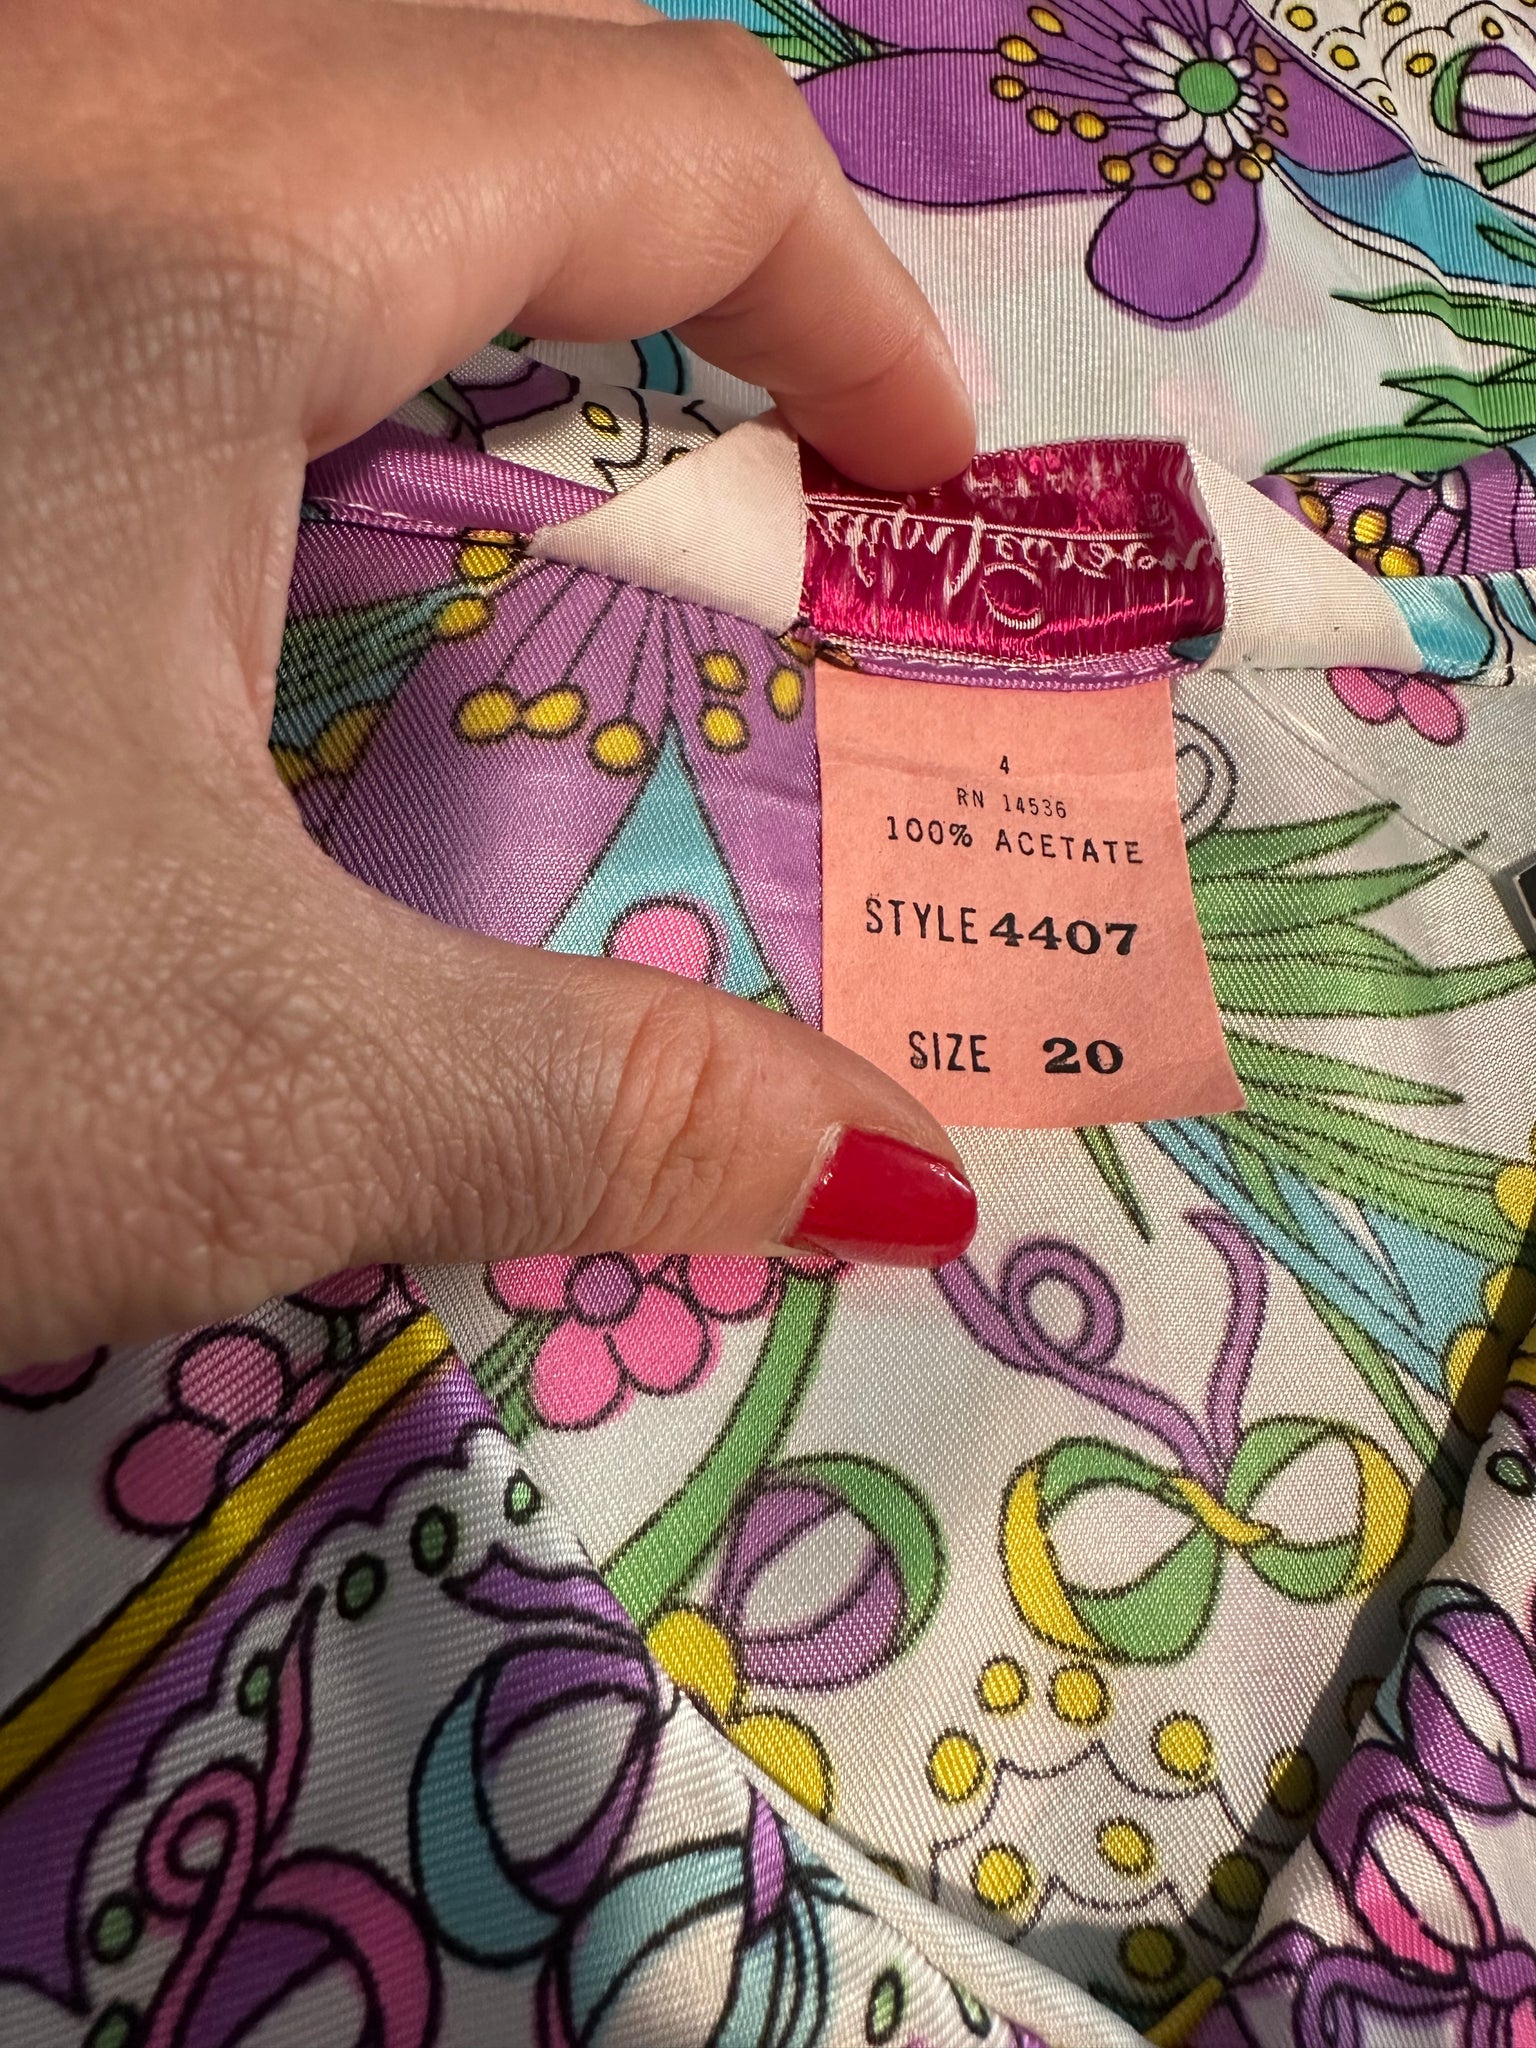 4
RN 14536
100% ACETATE
STYLE 4407
SIZE 20